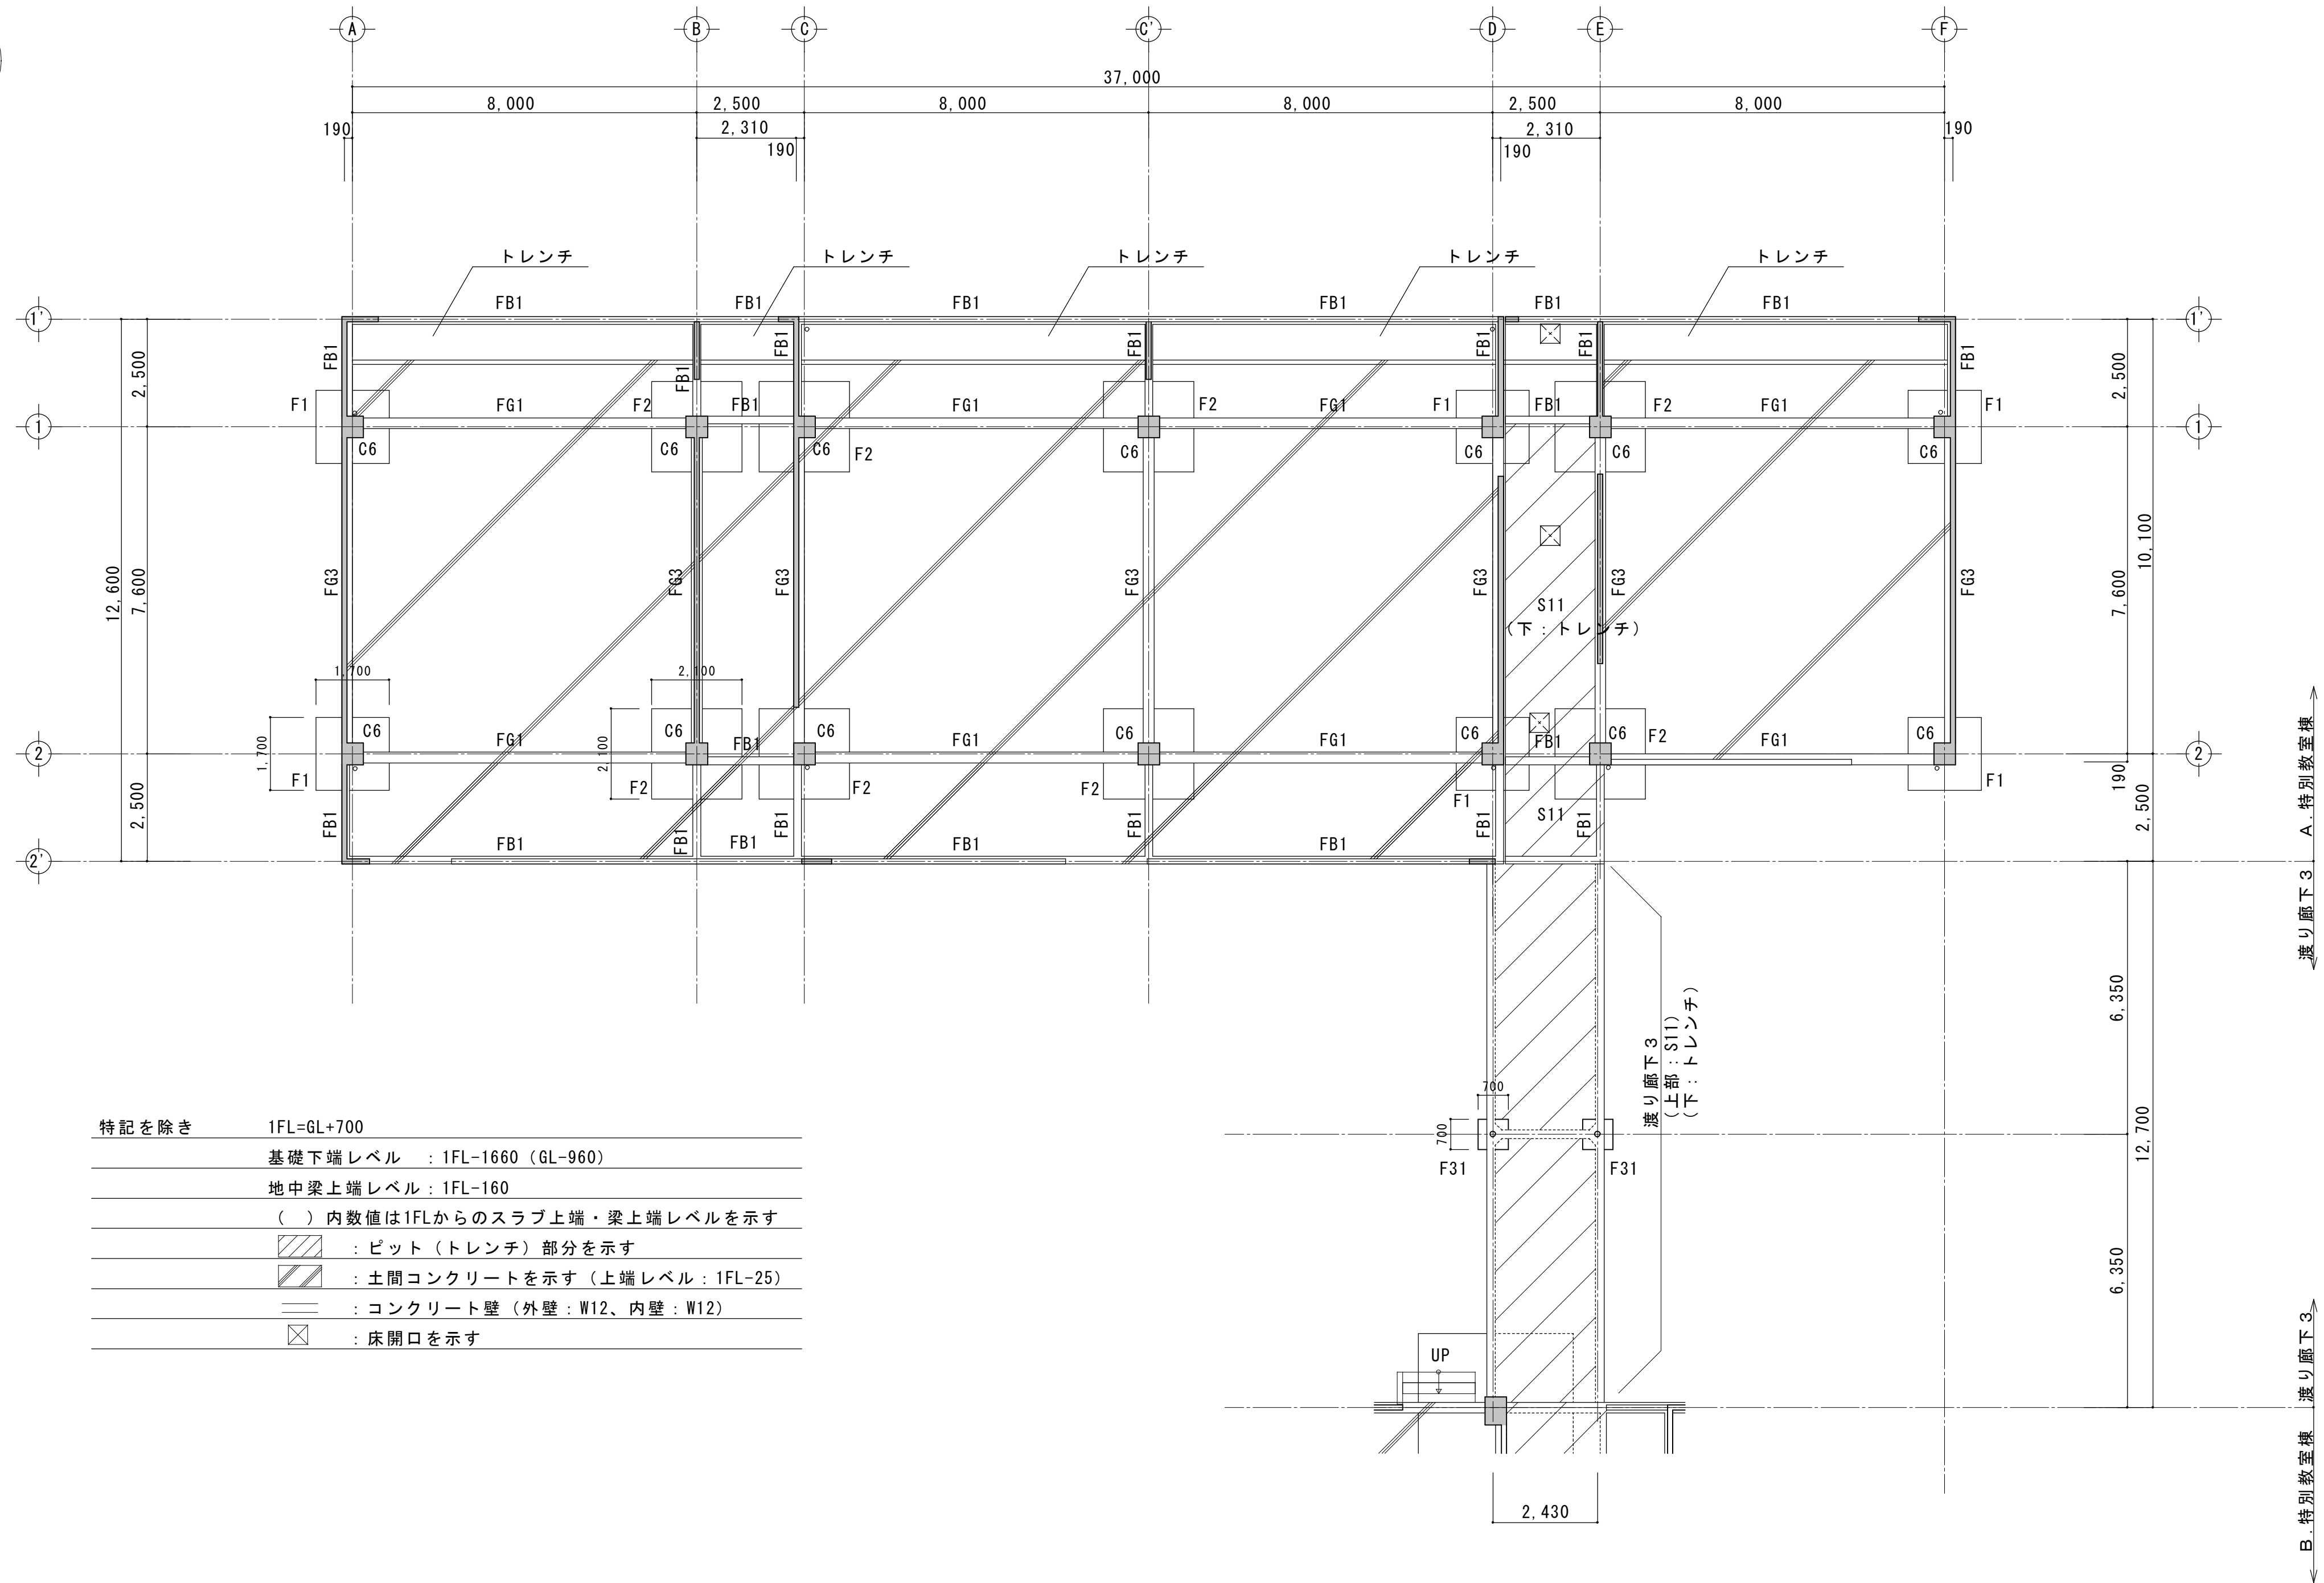 A B C C' D E F
37,000
8,000 2,500 8,000 8,000 2,500 8,000
190 2,310 2,310 190
190 190
トレンチ トレンチ トレンチ トレンチ トレンチ
FB1 FB1 FB1 FB1 FB1 FB1
1' 1'
FB1 FB1 FB1 FB1 FB1 FB1 FB1
2,500 2,500
F1 FG1 F2 FB1 FG1 F2 FG1 F1 FB1 F2 FG1 F1
1 1
C6 C6 C6 F2 C6 C6 C6 C6
12,600 7,600 7,600 10,100
FG3 FG3 FG3 FG3 FG3 FG3 FG3
S11
(下：トレンチ)
1,700 2,100
C6 C6 C6 C6 C6 C6 C6
1,700 FG1 2,100 FB1 FG1 FG1 FB1 F2 FG1
2 2
F1 F2 F2 F2 F1 F1
190
2,500 2,500
S11
FB1 FB1 FB1 FB1 FB1 FB1
FB1 FB1 FB1 FB1
2'
A.特別教室棟
渡り廊下3
6,350
12,700
6,350
渡り廊下3
(上部：S11)
(下：トレンチ)
700
700
F31 F31
UP
2,430
渡り廊下3
B.特別教室棟
特記を除き 1FL=GL+700
基礎下端レベル ：1FL-1660（GL-960）
地中梁上端レベル：1FL-160
（ ）内数値は1FLからのスラブ上端・梁上端レベルを示す
：ピット（トレンチ）部分を示す
：土間コンクリートを示す（上端レベル：1FL-25）
：コンクリート壁（外壁：W12、内壁：W12）
：床開口を示す